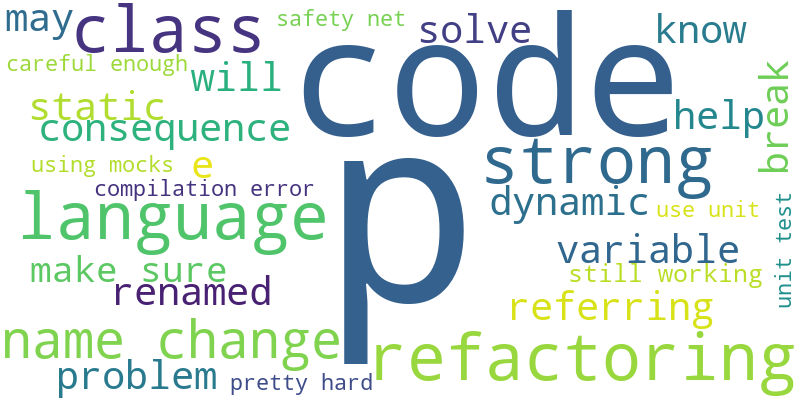 may
class
safety net
solve
know
careful enough
will
code
static
consequence
help
break
using mocks
e
strong
compilation error
p
dynamic
language
use unit
unit test
variable
make sure
still working
renamed
referring
name change
refactoring
problem
pretty hard